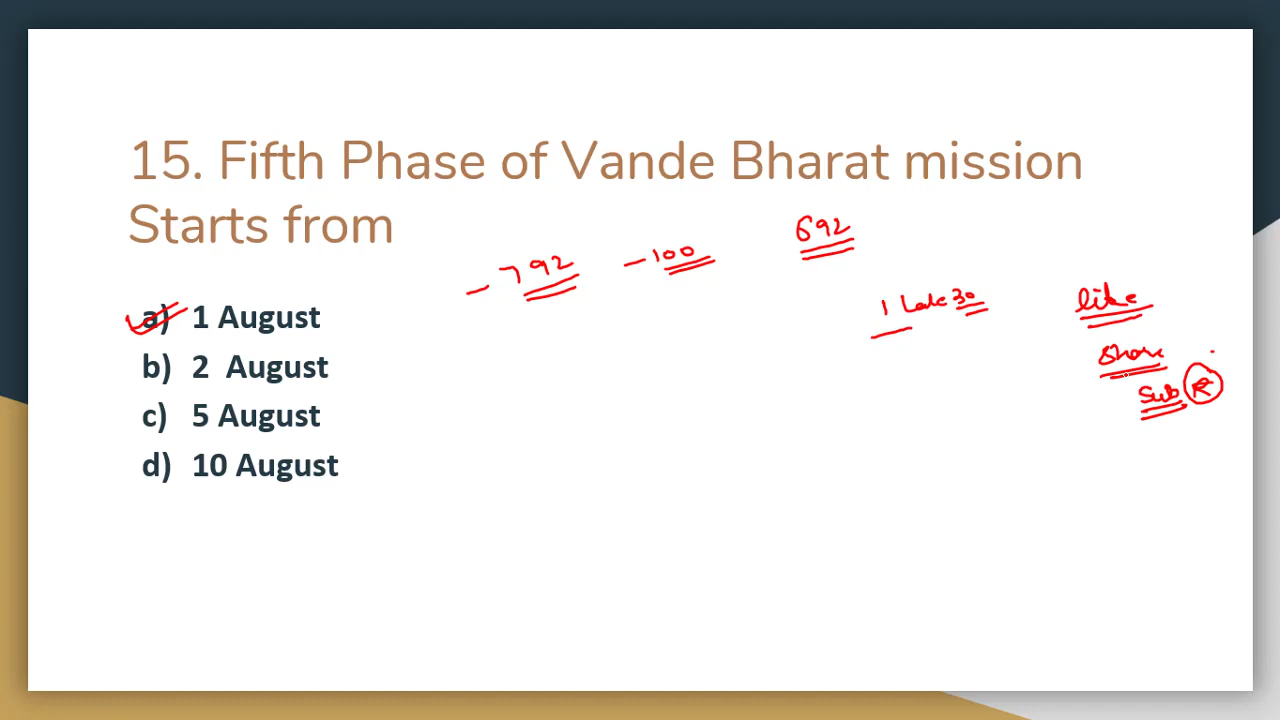 15. Fifth Phase of Vande Bharat mission
Starts from
692
- 792 - 100
1 Lak 30
like
a) 1 August
share
b) 2 August
Sub
c) 5 August
d) 10 August